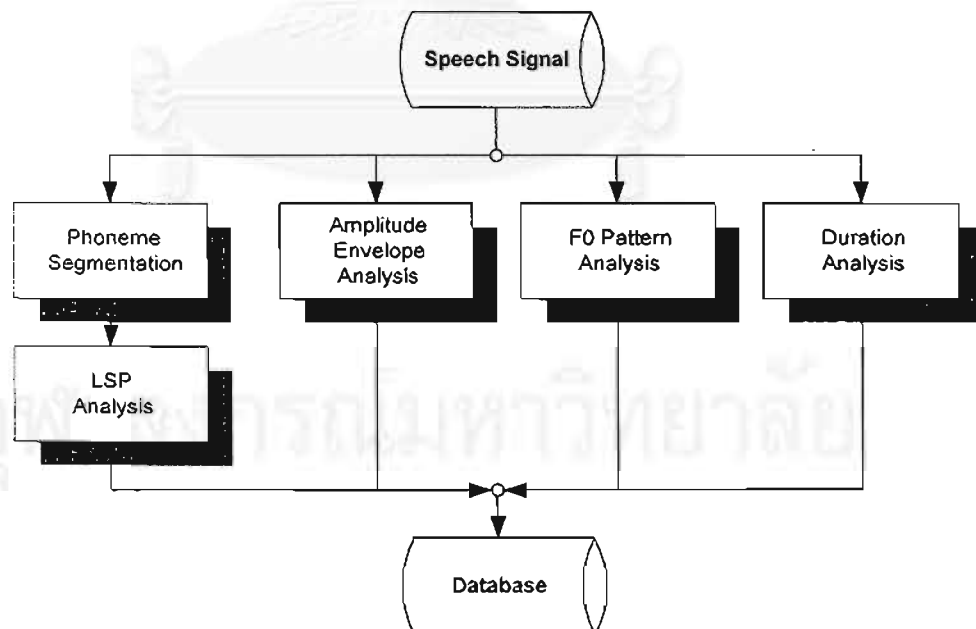 Speech Signal
Phoneme
Segmentation
Amplitude
Envelope
Analysis
F0 Pattern
Analysis
Duration
Analysis
LSP
Analysis
Database